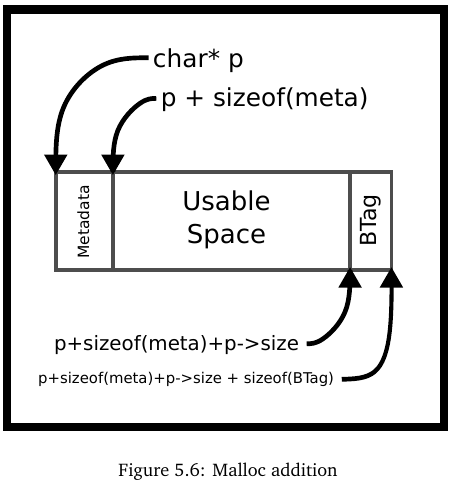 char* p
p + sizeof(meta)
Metadata
Usable
Space
BTag
p+sizeof(meta)+p->size
p+sizeof(meta)+p->size + sizeof(BTag)
Figure 5.6: Malloc addition